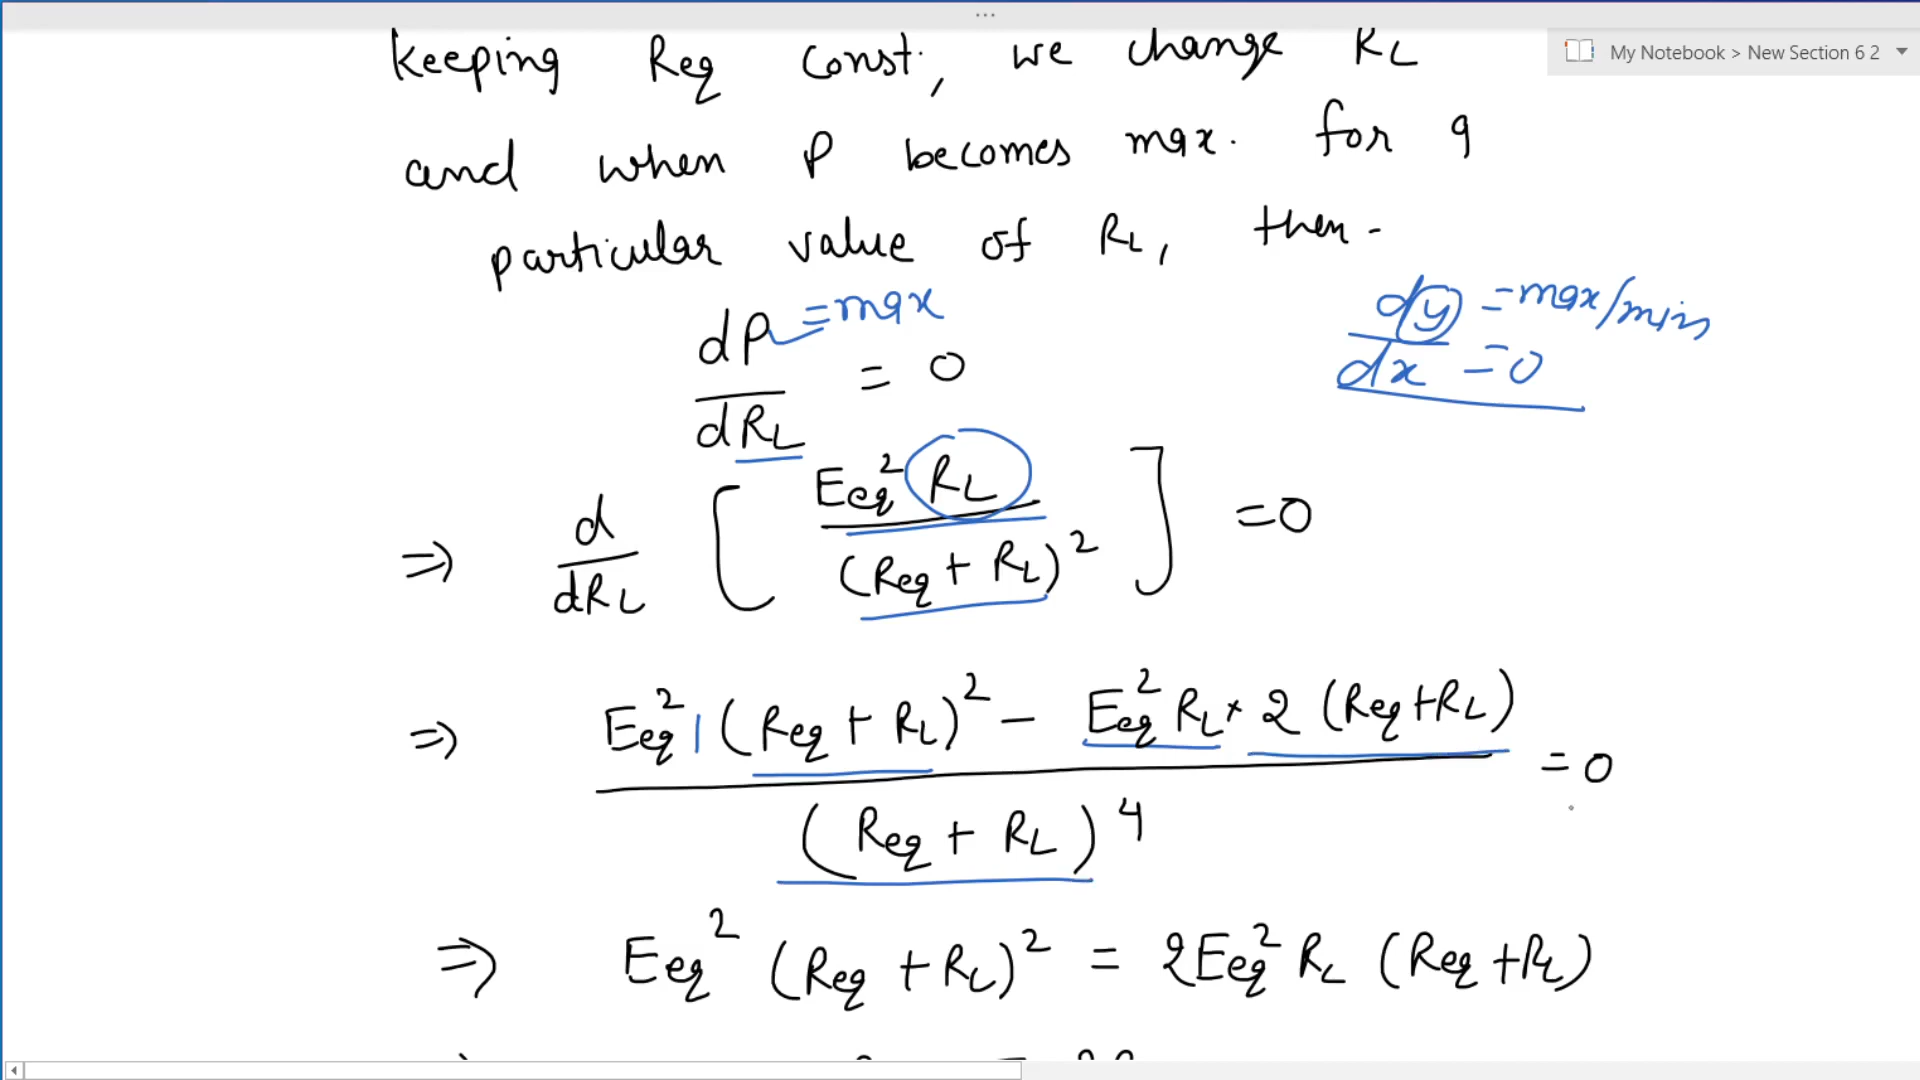 ...
My Notebook > New Section 6 2
keeping Req const, we change RL
and when P becomes max. for a
particular value of RL, then-
dP/dRL = 0
= max
dy/dx = max/min = 0
⇒ d/dRL [ Eeq² RL / (Req + RL)² ] = 0
⇒ Eeq² 1 (Req + RL)² − Eeq² RL × 2 (Req + RL) / (Req + RL)⁴ = 0
⇒ Eeq² (Req + RL)² = 2Eeq² RL (Req + RL)